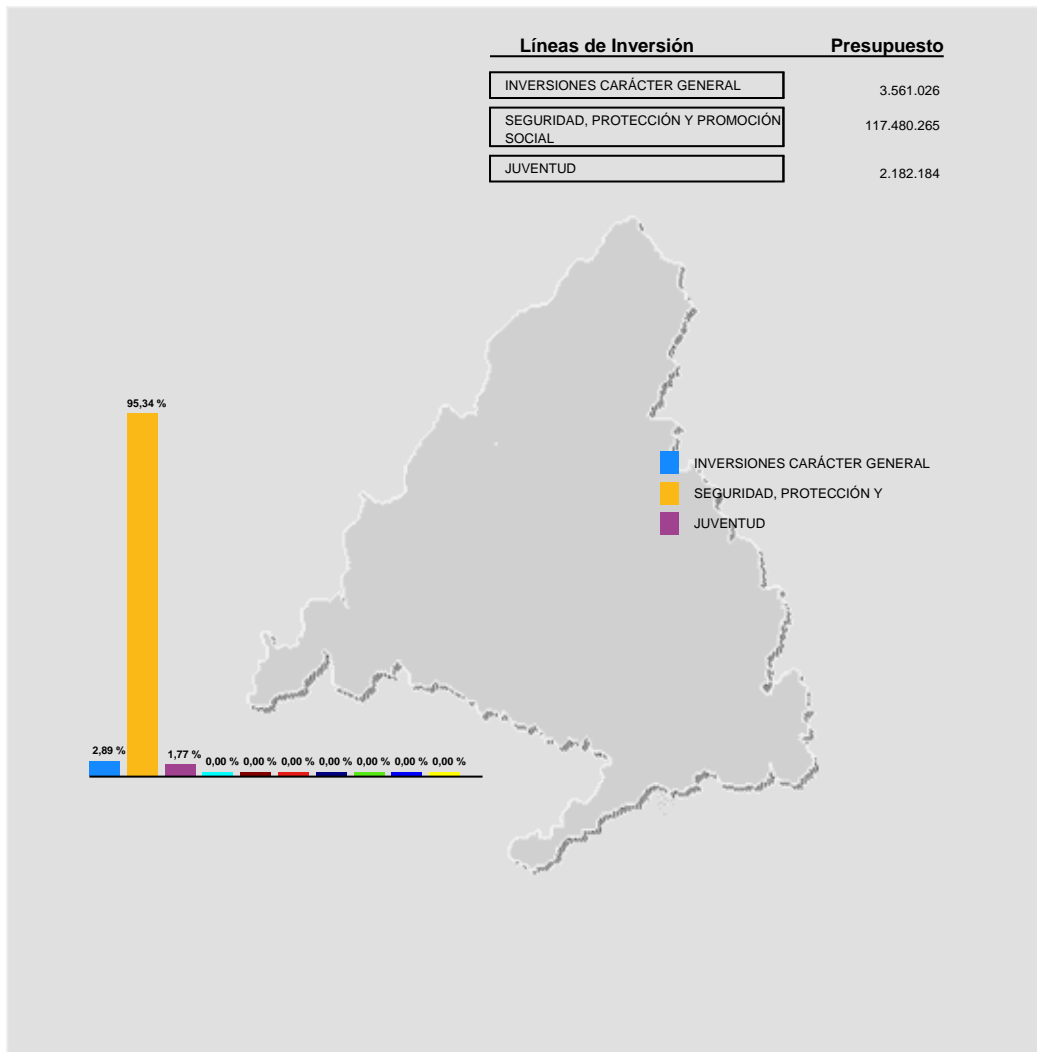 Líneas de Inversión Presupuesto
INVERSIONES CARÁCTER GENERAL 3.561.026
SEGURIDAD, PROTECCIÓN Y PROMOCIÓN 117.480.265
SOCIAL
JUVENTUD 2.182.184
95,34 %
INVERSIONES CARÁCTER GENERAL
SEGURIDAD, PROTECCIÓN Y
JUVENTUD
2,89 % 1,77 % 0,00 % 0,00 % 0,00 % 0,00 % 0,00 % 0,00 % 0,00 %